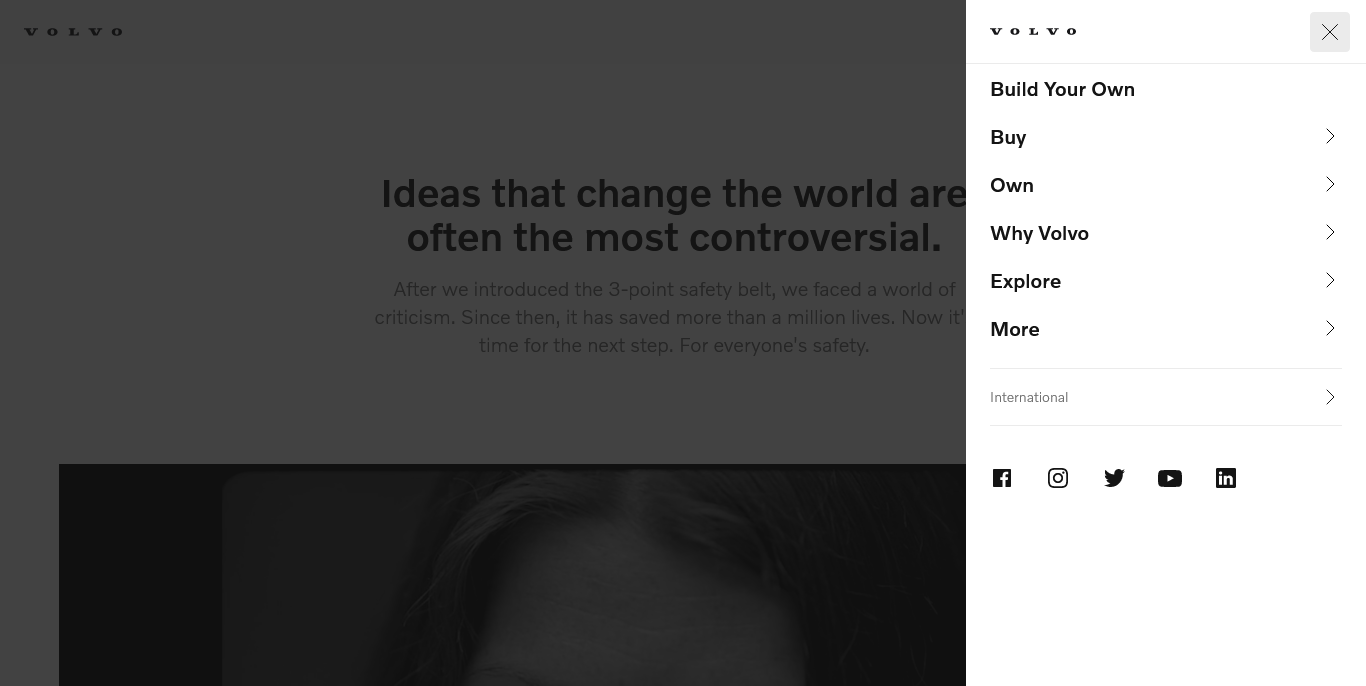 VOLVO
Ideas that change the world are
often the most controversial.
After we introduced the 3-point safety belt, we faced a world of
criticism. Since then, it has saved more than a million lives. Now it'
time for the next step. For everyone's safety.
VOLVO
Build Your Own
Buy
Own
Why Volvo
Explore
More
International